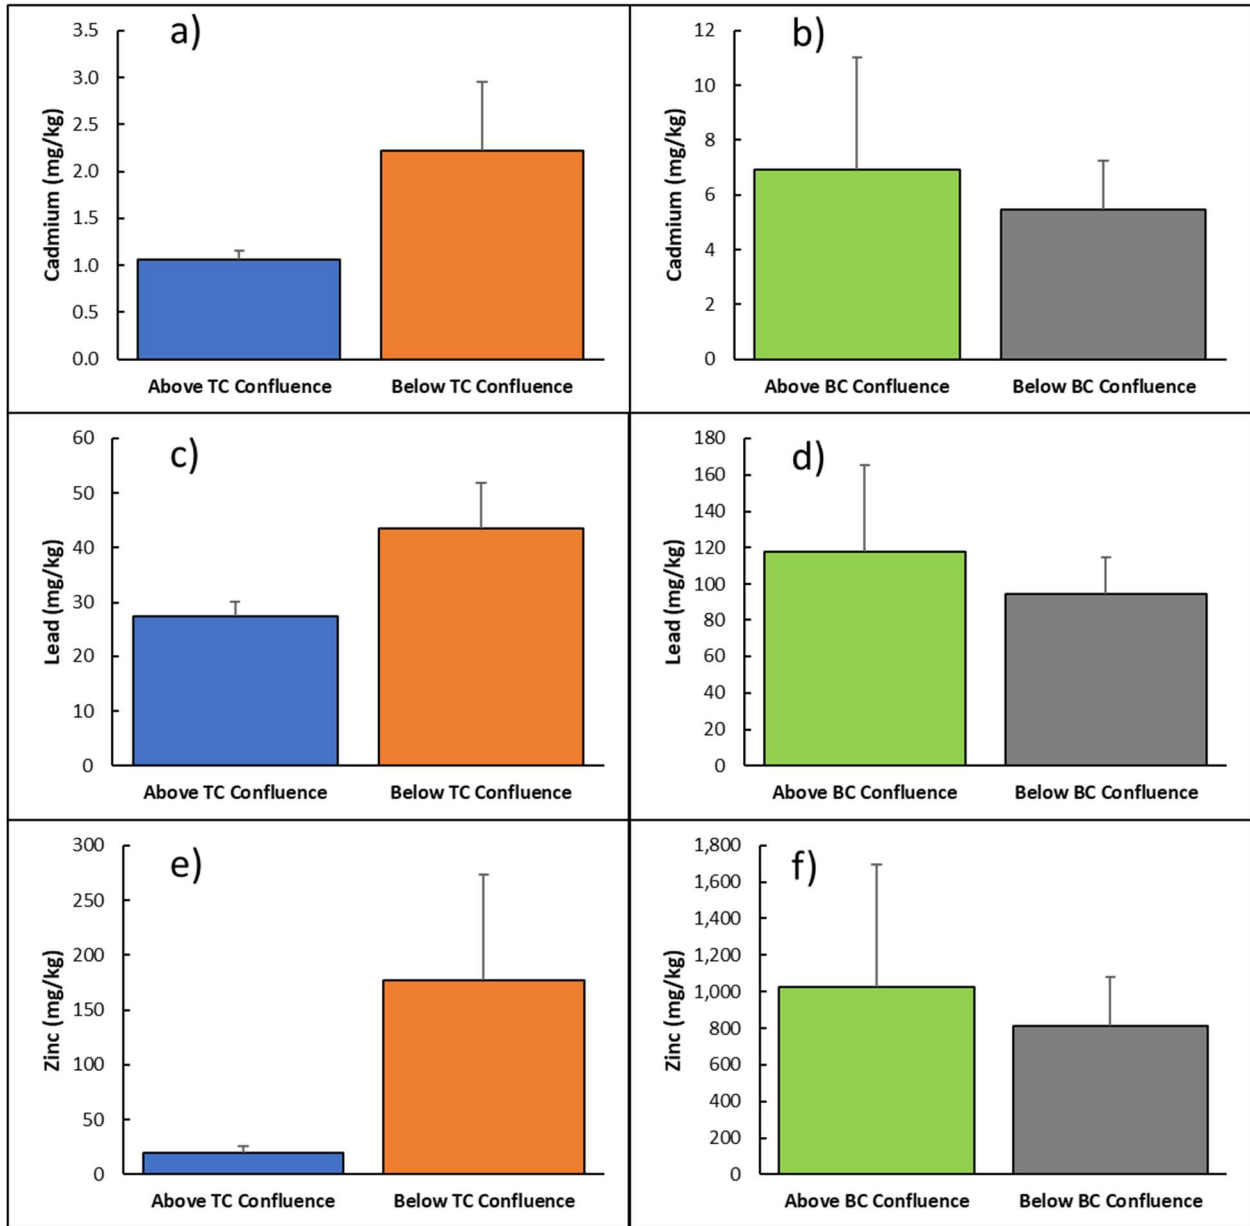 a)
3.5
3.0
2.5
2.0
1.5
1.0
0.5
0.0
Cadmium (mg/kg)
Above TC Confluence Below TC Confluence
b)
12
10
8
6
4
2
0
Cadmium (mg/kg)
Above BC Confluence Below BC Confluence
c)
60
50
40
30
20
10
0
Lead (mg/kg)
Above TC Confluence Below TC Confluence
d)
180
160
140
120
100
80
60
40
20
0
Lead (mg/kg)
Above BC Confluence Below BC Confluence
e)
300
250
200
150
100
50
0
Zinc (mg/kg)
Above TC Confluence Below TC Confluence
f)
1,800
1,600
1,400
1,200
1,000
800
600
400
200
0
Zinc (mg/kg)
Above BC Confluence Below BC Confluence